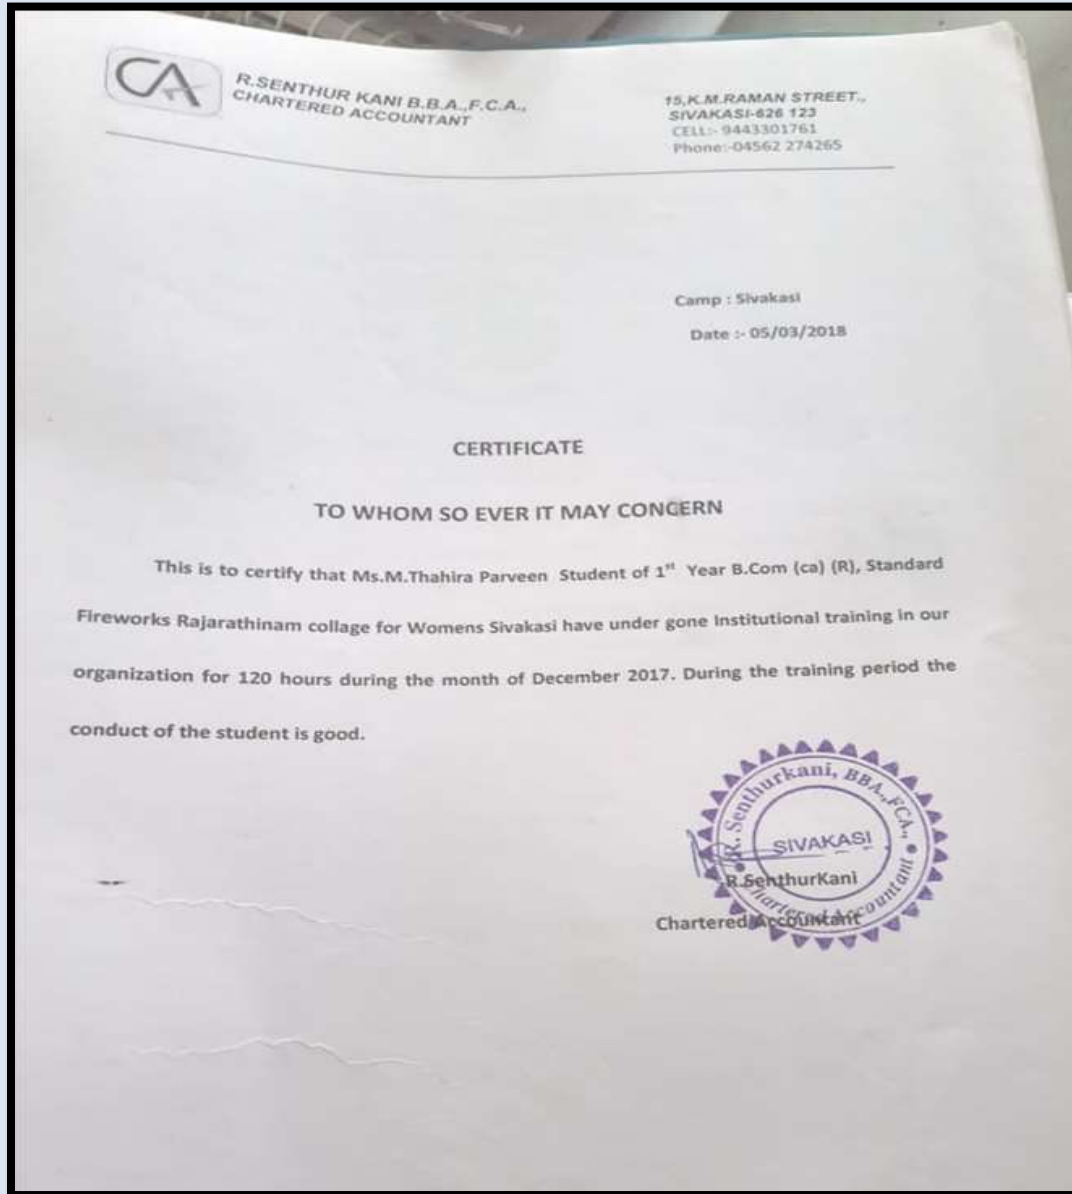 CA
R.SENTHUR KANI B.B.A.,F.C.A.,
CHARTERED ACCOUNTANT
15,K.M.RAMAN STREET.,
SIVAKASI-626 123
CELL:- 9443301761
Phone:-04562 274265
Camp : Sivakasi
Date :- 05/03/2018
CERTIFICATE
TO WHOM SO EVER IT MAY CONCERN
This is to certify that Ms.M.Thahira Parveen Student of 1st Year B.Com (ca) (R), Standard
Fireworks Rajarathinam collage for Womens Sivakasi have under gone Institutional training in our
organization for 120 hours during the month of December 2017. During the training period the
conduct of the student is good.
R. Senthurkani, BBA.,FCA.,
SIVAKASI
Chartered Accountant
R.SenthurKani
Chartered Accountant